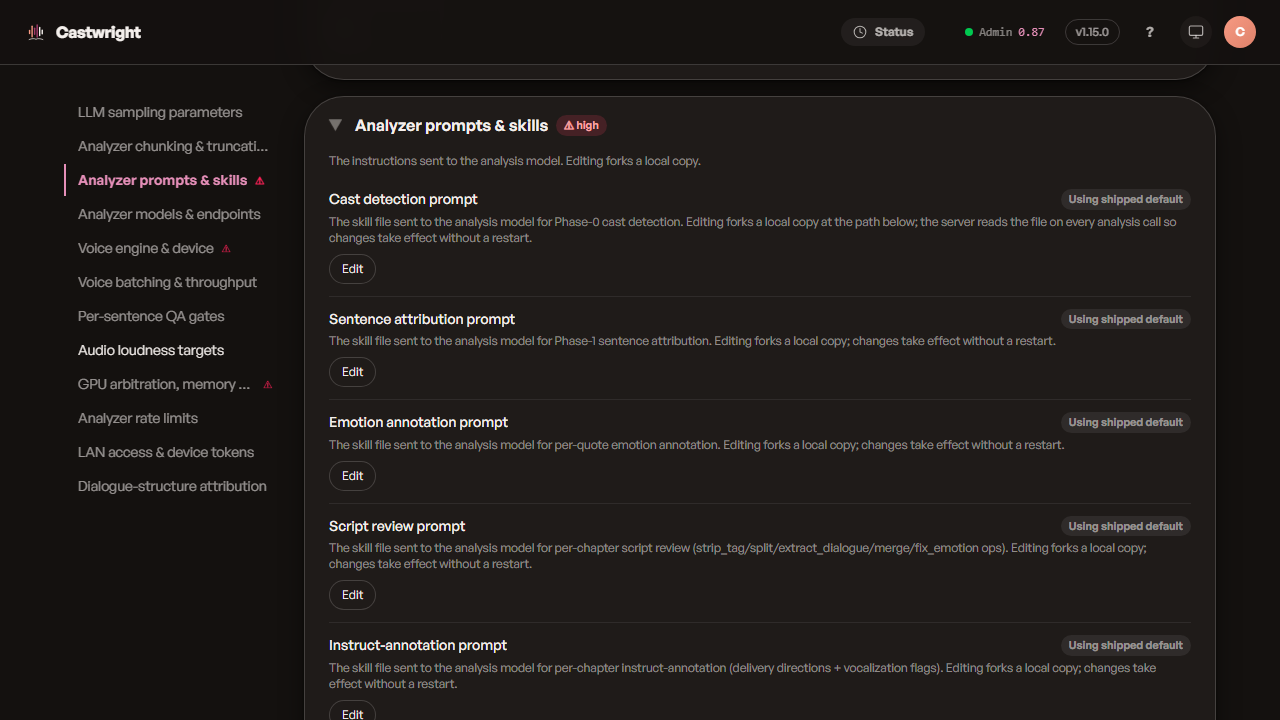 Castwright
Status
Admin 0.87
v1.15.0
?
C
LLM sampling parameters
Analyzer chunking & truncati...
Analyzer prompts & skills
Analyzer models & endpoints
Voice engine & device
Voice batching & throughput
Per-sentence QA gates
Audio loudness targets
GPU arbitration, memory ...
Analyzer rate limits
LAN access & device tokens
Dialogue-structure attribution
Analyzer prompts & skills
high
The instructions sent to the analysis model. Editing forks a local copy.
Cast detection prompt
Using shipped default
The skill file sent to the analysis model for Phase-0 cast detection. Editing forks a local copy at the path below; the server reads the file on every analysis call so
changes take effect without a restart.
Edit
Sentence attribution prompt
Using shipped default
The skill file sent to the analysis model for Phase-1 sentence attribution. Editing forks a local copy; changes take effect without a restart.
Edit
Emotion annotation prompt
Using shipped default
The skill file sent to the analysis model for per-quote emotion annotation. Editing forks a local copy; changes take effect without a restart.
Edit
Script review prompt
Using shipped default
The skill file sent to the analysis model for per-chapter script review (strip_tag/split/extract_dialogue/merge/fix_emotion ops). Editing forks a local copy;
changes take effect without a restart.
Edit
Instruct-annotation prompt
Using shipped default
The skill file sent to the analysis model for per-chapter instruct-annotation (delivery directions + vocalization flags). Editing forks a local copy; changes take
effect without a restart.
Edit